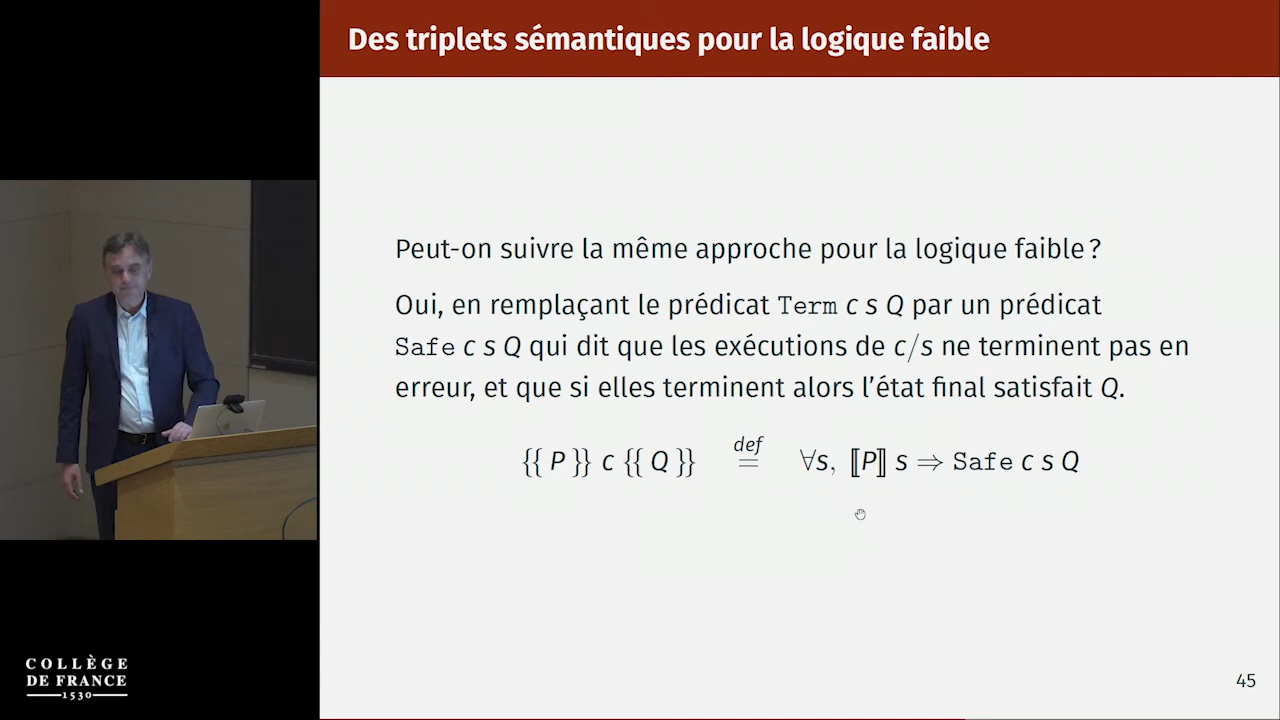 Des triplets sémantiques pour la logique faible
Peut-on suivre la même approche pour la logique faible ?
Oui, en remplaçant le prédicat Term c s Q par un prédicat
Safe c s Q qui dit que les exécutions de c/s ne terminent pas en
erreur, et que si elles terminent alors l'état final satisfait Q.
{{ P }} c {{ Q }} def= ∀s, ⟦P⟧ s ⇒ Safe c s Q
COLLÈGE
DE FRANCE
1530
45